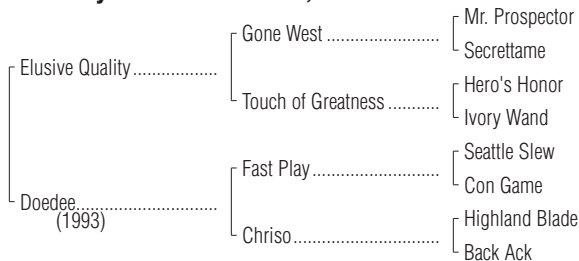 Mr. Prospector
Gone West
Secrettame
Elusive Quality
Hero's Honor
Touch of Greatness
Ivory Wand
Seattle Slew
Fast Play
Con Game
Doedee
(1993)
Highland Blade
Chriso
Back Ack